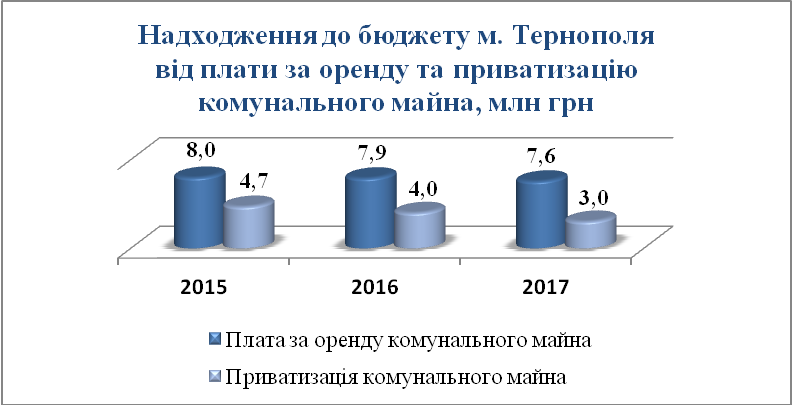 Надходження до бюджету м. Тернополя
від плати за оренду та приватизацію
комунального майна, млн грн
8,0
4,7
7,9
4,0
7,6
3,0
2015
2016
2017
Плата за оренду комунального майна
Приватизація комунального майна